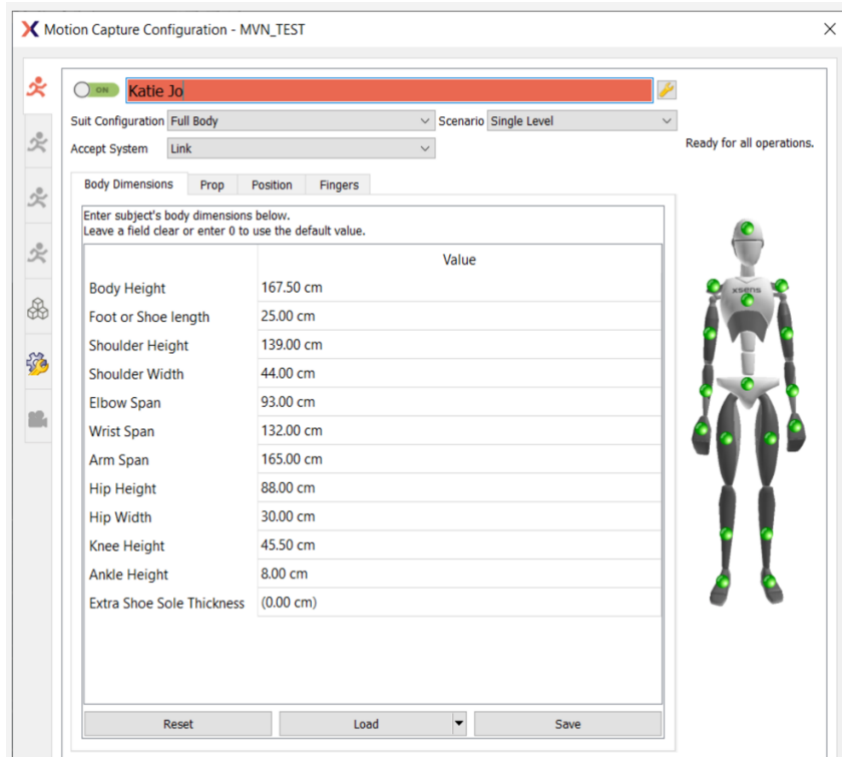 Motion Capture Configuration - MVN_TEST
ON Katie Jo
Suit Configuration Full Body Scenario Single Level
Accept System Link
Ready for all operations.
Body Dimensions Prop Position Fingers
Enter subject's body dimensions below.
Leave a field clear or enter 0 to use the default value.
Value
Body Height 167.50 cm
Foot or Shoe length 25.00 cm
Shoulder Height 139.00 cm
Shoulder Width 44.00 cm
Elbow Span 93.00 cm
Wrist Span 132.00 cm
Arm Span 165.00 cm
Hip Height 88.00 cm
Hip Width 30.00 cm
Knee Height 45.50 cm
Ankle Height 8.00 cm
Extra Shoe Sole Thickness (0.00 cm)
Reset Load Save
xsens